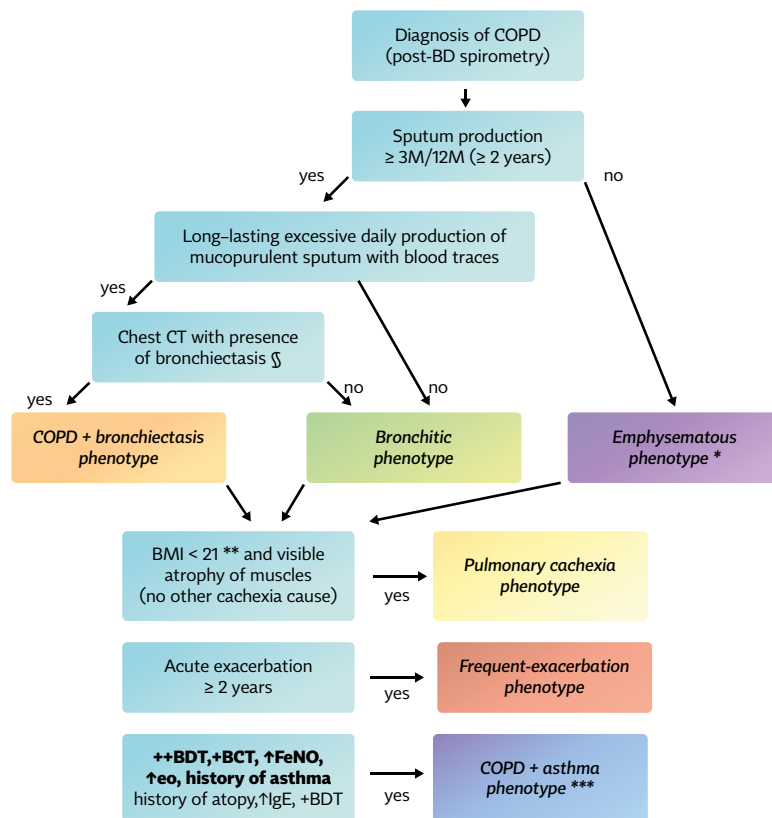 Diagnosis of COPD
(post-BD spirometry)
Sputum production
≥ 3M/12M (≥ 2 years)
yes
no
Long–lasting excessive daily production of
mucopurulent sputum with blood traces
yes
Chest CT with presence
of bronchiectasis §
no
no
yes
COPD + bronchiectasis
phenotype
Bronchitic
phenotype
Emphysematous
phenotype *
BMI < 21 ** and visible
atrophy of muscles
(no other cachexia cause)
yes
Pulmonary cachexia
phenotype
Acute exacerbation
≥ 2 years
yes
Frequent-exacerbation
phenotype
++BDT,+BCT, ↑FeNO,
↑eo, history of asthma
history of atopy,↑IgE, +BDT
yes
COPD + asthma
phenotype ***